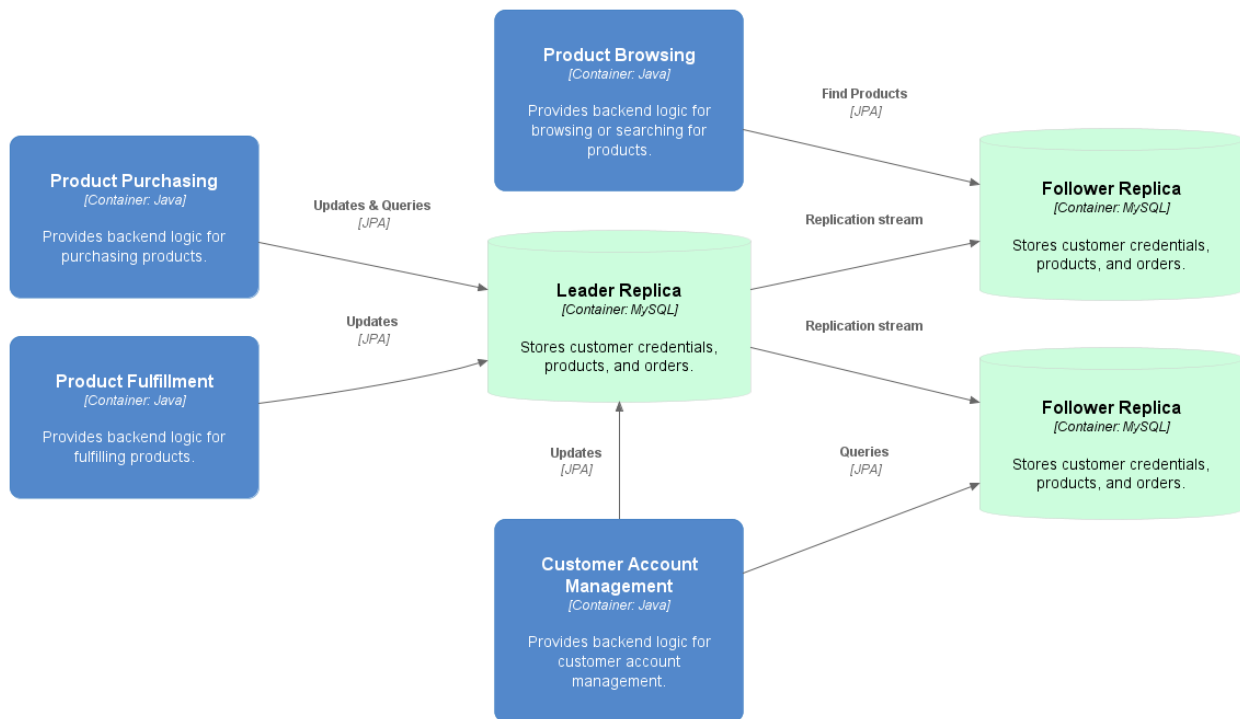 Product Browsing
[Container: Java]
Provides backend logic for
browsing or searching for
products.
Find Products
[JPA]
Product Purchasing
[Container: Java]
Provides backend logic for
purchasing products.
Updates & Queries
[JPA]
Follower Replica
[Container: MySQL]
Stores customer credentials,
products, and orders.
Replication stream
Leader Replica
[Container: MySQL]
Stores customer credentials,
products, and orders.
Updates
[JPA]
Replication stream
Product Fulfillment
[Container: Java]
Provides backend logic for
fulfilling products.
Follower Replica
[Container: MySQL]
Stores customer credentials,
products, and orders.
Updates
[JPA]
Queries
[JPA]
Customer Account
Management
[Container: Java]
Provides backend logic for
customer account
management.